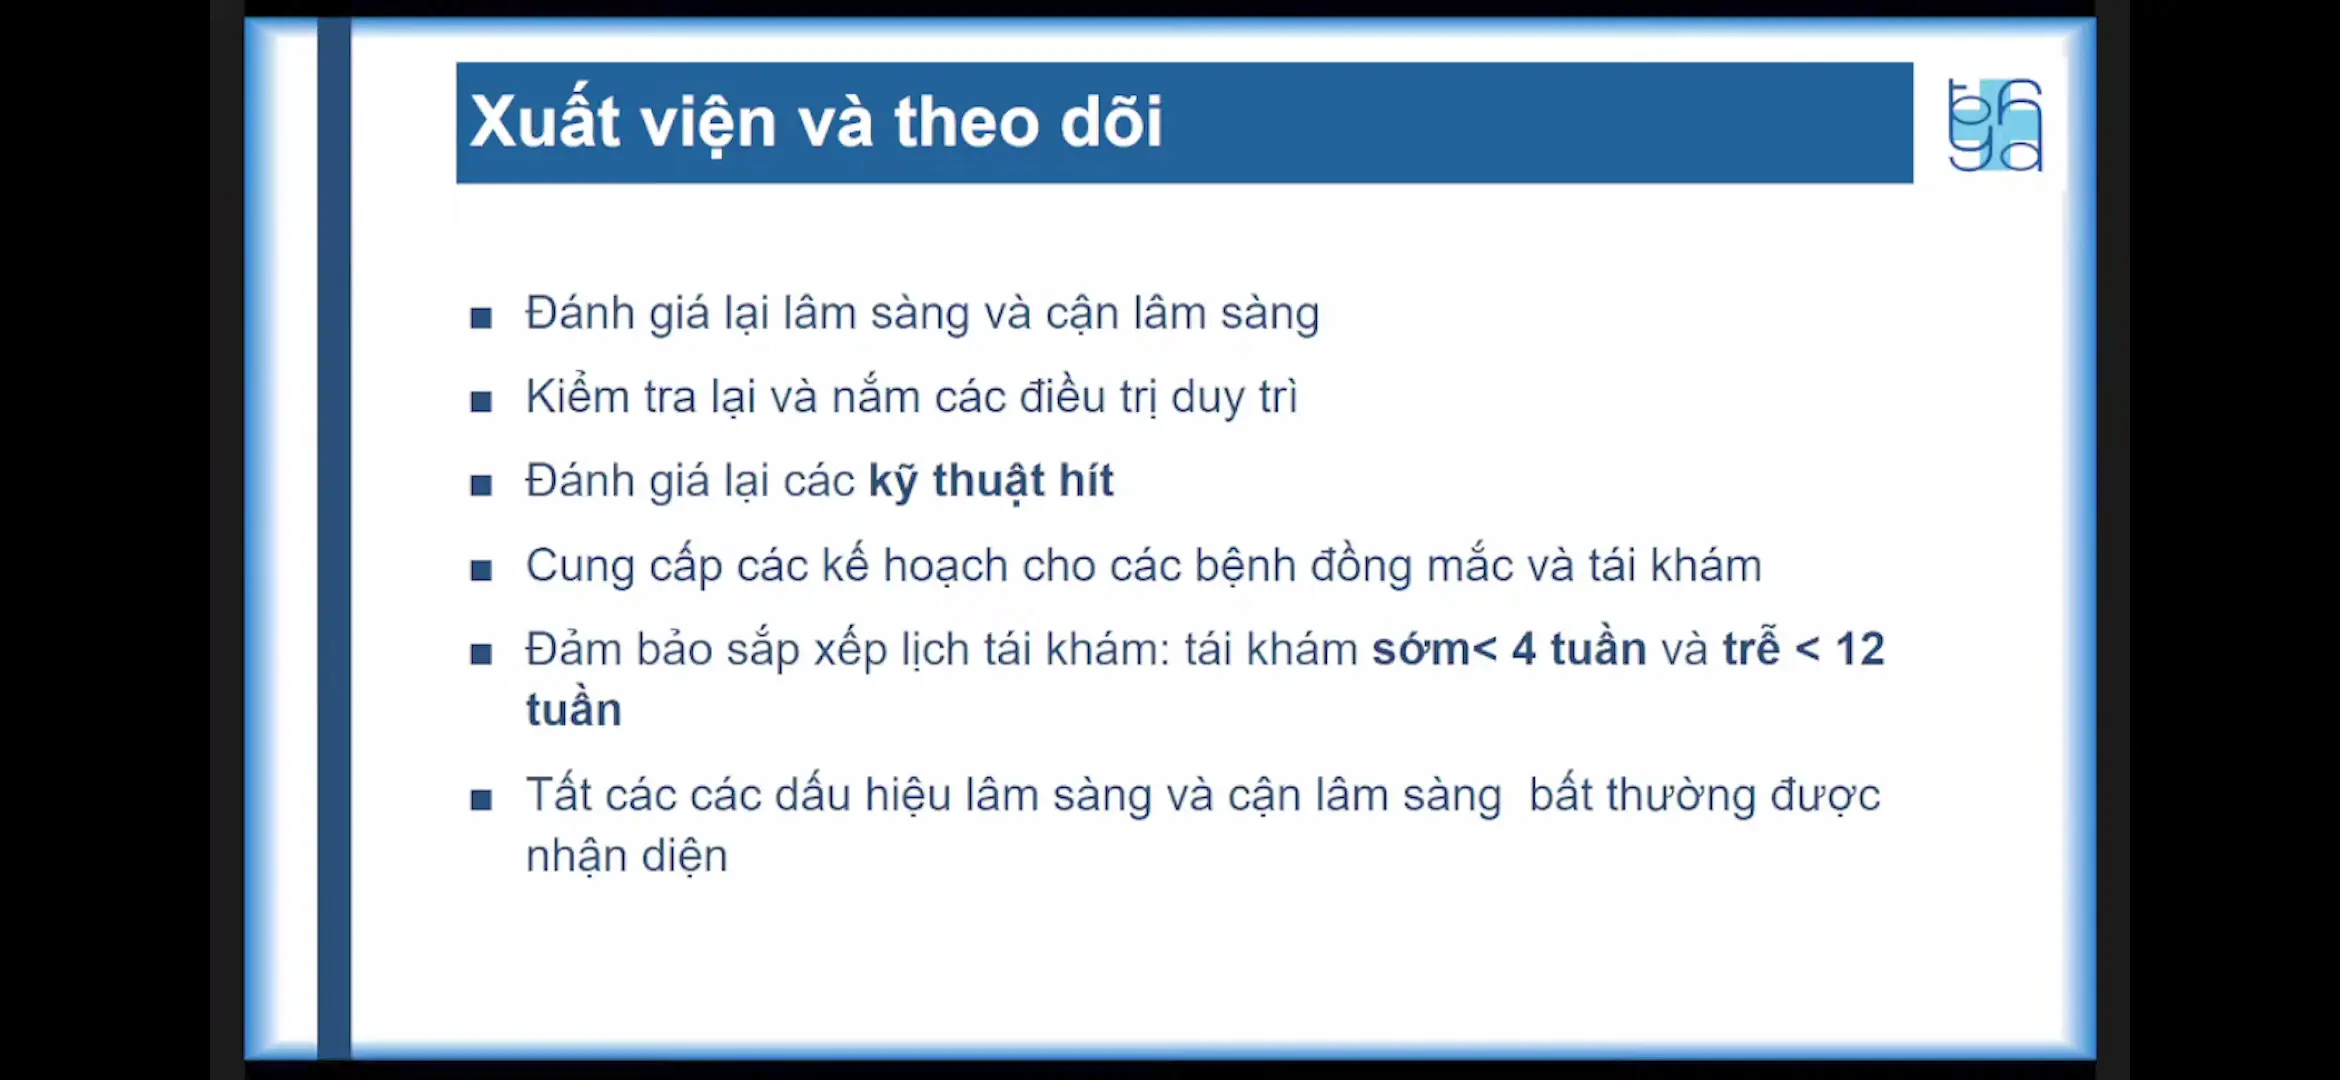 Xuất viện và theo dõi
Đánh giá lại lâm sàng và cận lâm sàng
Kiểm tra lại và nắm các điều trị duy trì
Đánh giá lại các kỹ thuật hít
Cung cấp các kế hoạch cho các bệnh đồng mắc và tái khám
Đảm bảo sắp xếp lịch tái khám: tái khám sớm< 4 tuần và trễ < 12
tuần
Tất các các dấu hiệu lâm sàng và cận lâm sàng  bất thường được
nhận diện